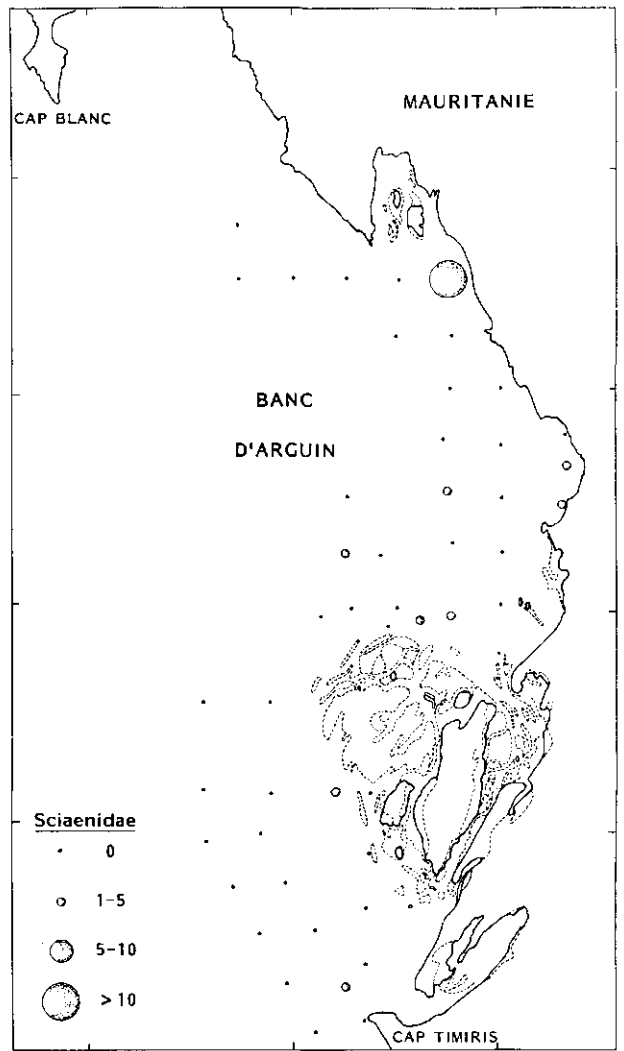 MAURITANIE
CAP BLANC
BANC
D'ARGUIN
Sciaenidae
0
1-5
5-10
>10
CAP TIMIRIS